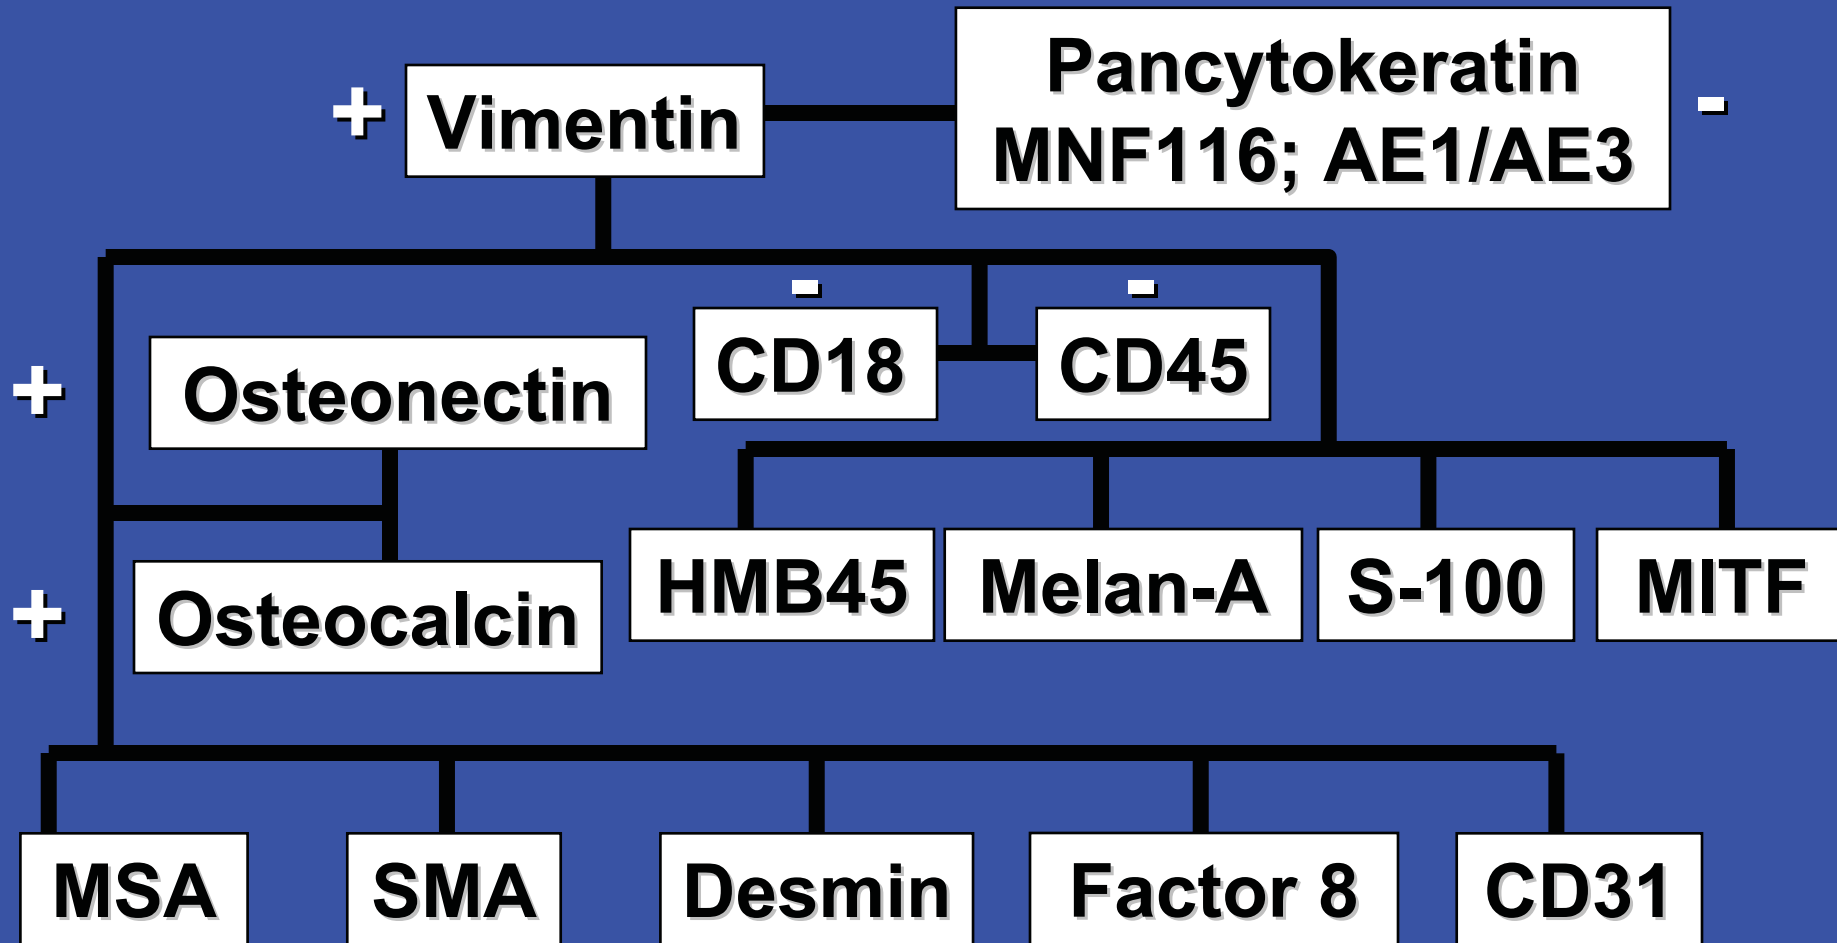 + Vimentin
Pancytokeratin
MNF116; AE1/AE3
-
- -
CD18 CD45
+ Osteonectin
HMB45 Melan-A S-100 MITF
+ Osteocalcin
MSA SMA Desmin Factor 8 CD31